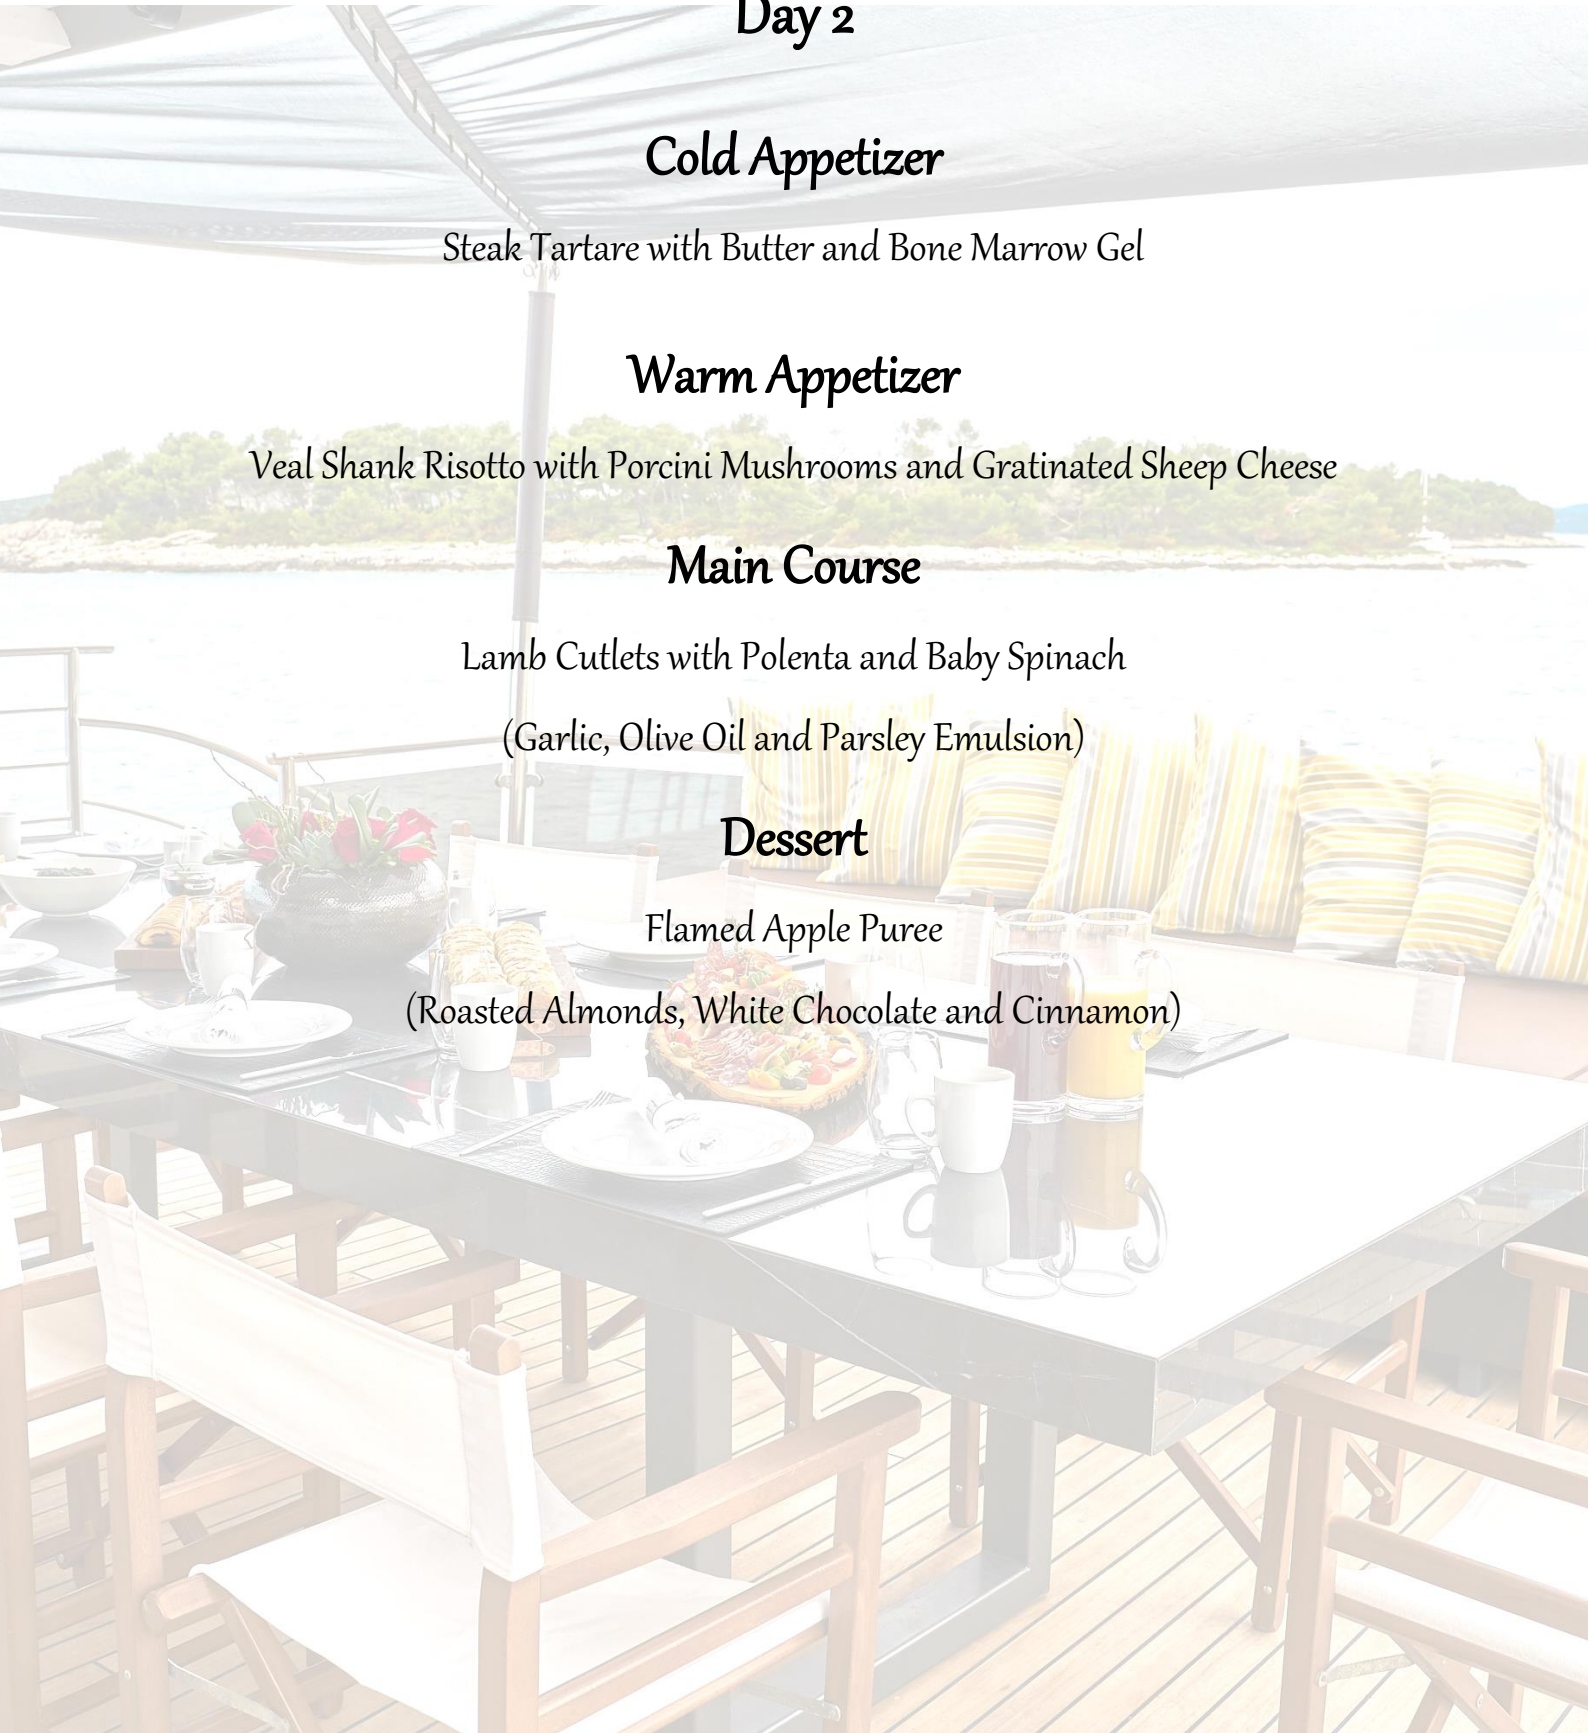 Day 2
Cold Appetizer
Steak Tartare with Butter and Bone Marrow Gel
Warm Appetizer
Veal Shank Risotto with Porcini Mushrooms and Gratinated Sheep Cheese
Main Course
Lamb Cutlets with Polenta and Baby Spinach
(Garlic, Olive Oil and Parsley Emulsion)
Dessert
Flamed Apple Puree
(Roasted Almonds, White Chocolate and Cinnamon)